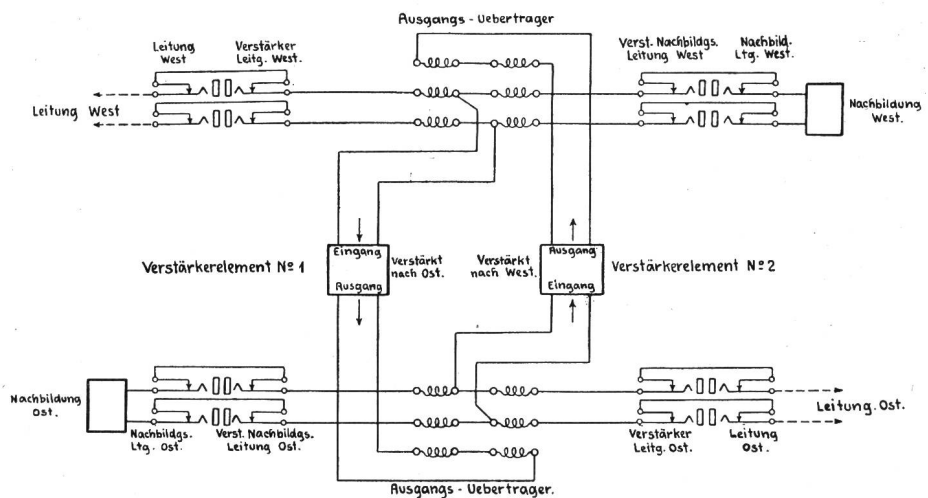 Ausgangs - Uebertrager
Leitung
West
Verstärker
Leitg. West.
Verst. Nachbildgs.
Leitung West
Nachbild.
Ltg. West.
Leitung West
Nachbildung
West.
Verstärkerelement Nº 1
Eingang
Ausgang
Verstärkt
nach Ost.
Verstärkt
nach West.
Ausgang
Eingang
Verstärkerelement Nº 2
Nachbildung
Ost.
Leitung. Ost.
Nachbildgs.
Ltg. Ost.
Verst. Nachbildgs.
Leitung Ost.
Verstärker
Leitg. Ost.
Leitung
Ost.
Ausgangs - Uebertrager.